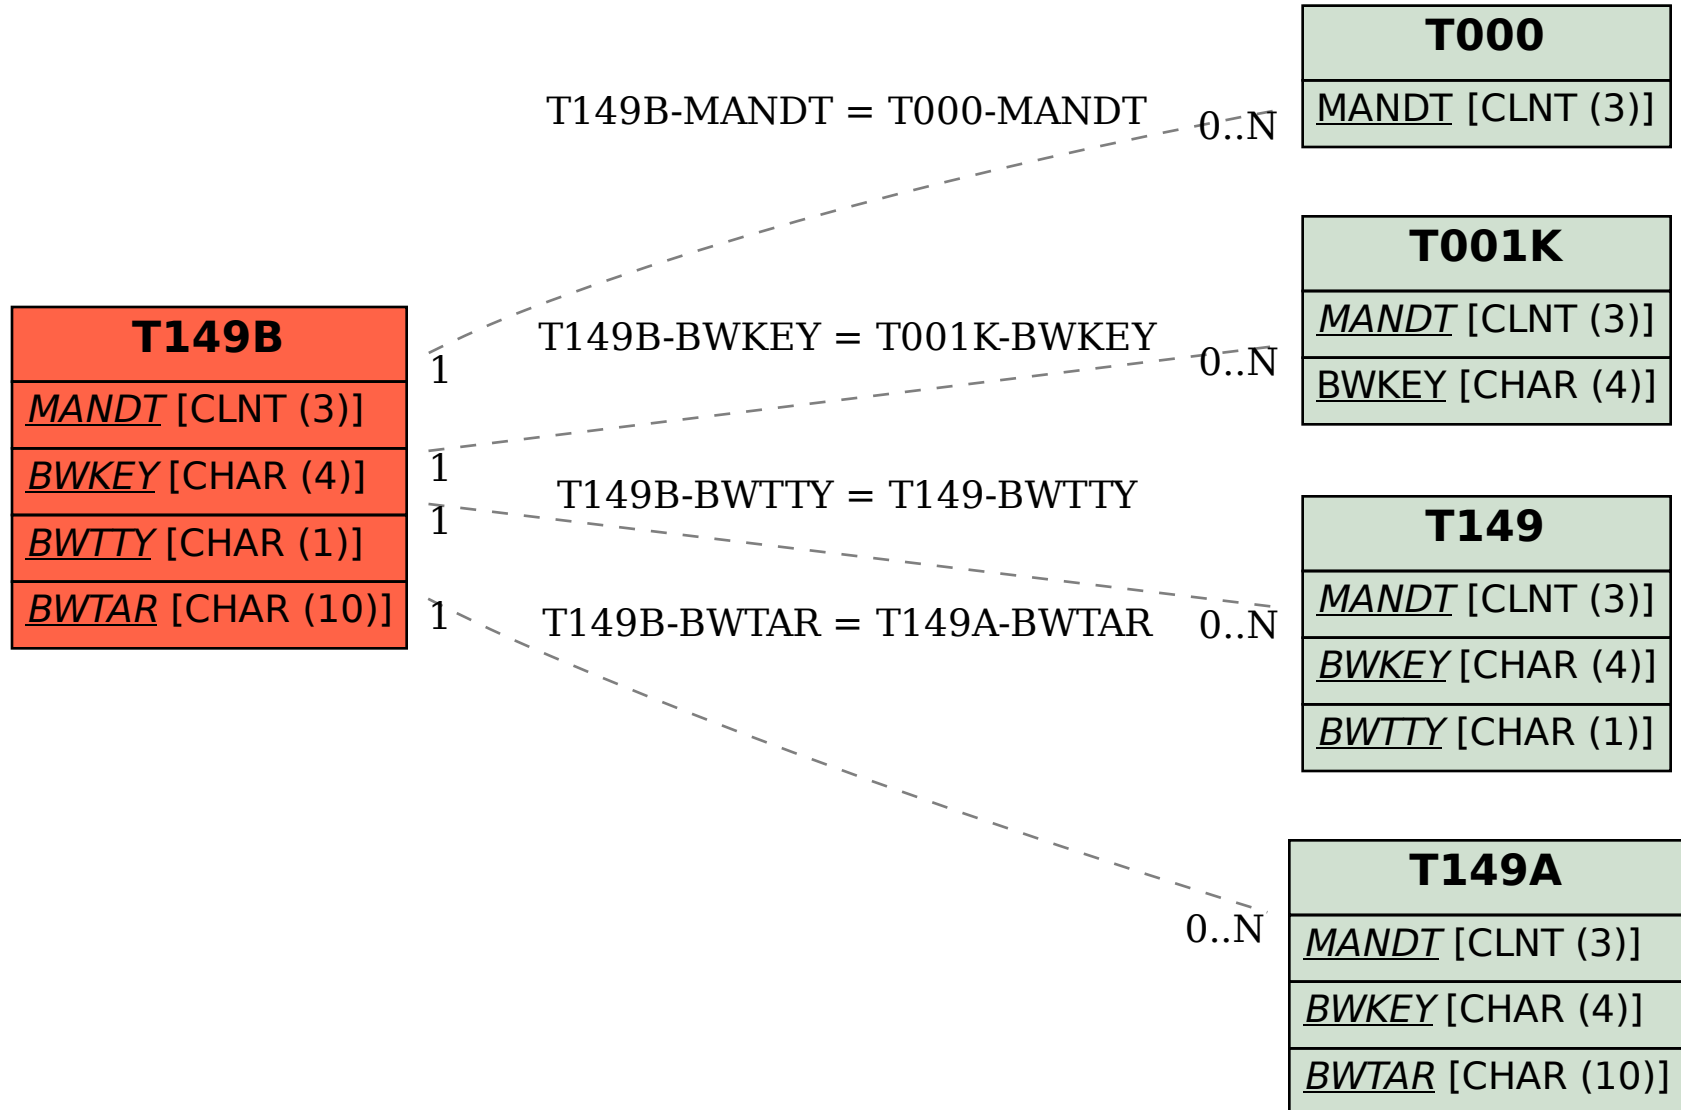 T000
MANDT [CLNT (3)]
T149B-MANDT = T000-MANDT
0..N
T001K
MANDT [CLNT (3)]
BWKEY [CHAR (4)]
T149B-BWKEY = T001K-BWKEY
0..N
T149B
MANDT [CLNT (3)]
BWKEY [CHAR (4)]
BWTTY [CHAR (1)]
BWTAR [CHAR (10)]
1
1
1
1
T149B-BWTTY = T149-BWTTY
0..N
T149
MANDT [CLNT (3)]
BWKEY [CHAR (4)]
BWTTY [CHAR (1)]
T149B-BWTAR = T149A-BWTAR
0..N
T149A
MANDT [CLNT (3)]
BWKEY [CHAR (4)]
BWTAR [CHAR (10)]